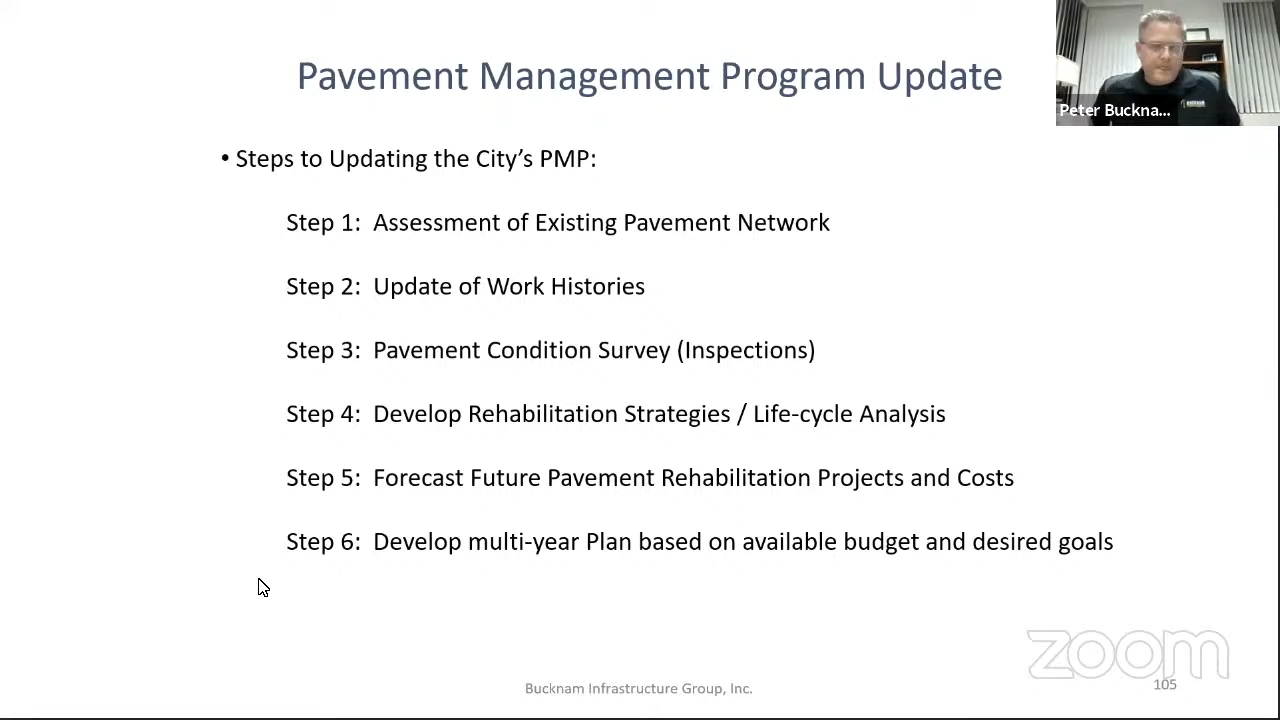 Pavement Management Program Update
Peter Buckna...
• Steps to Updating the City's PMP:
Step 1: Assessment of Existing Pavement Network
Step 2: Update of Work Histories
Step 3: Pavement Condition Survey (Inspections)
Step 4: Develop Rehabilitation Strategies / Life-cycle Analysis
Step 5: Forecast Future Pavement Rehabilitation Projects and Costs
Step 6: Develop multi-year Plan based on available budget and desired goals
zoom
Bucknam Infrastructure Group, Inc.
105